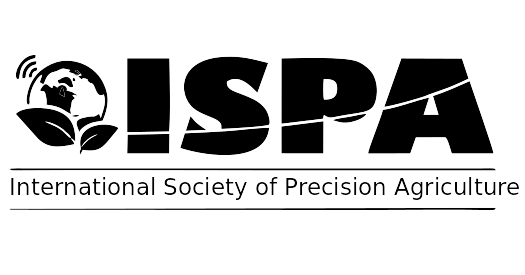 ISPA
International Society of Precision Agriculture